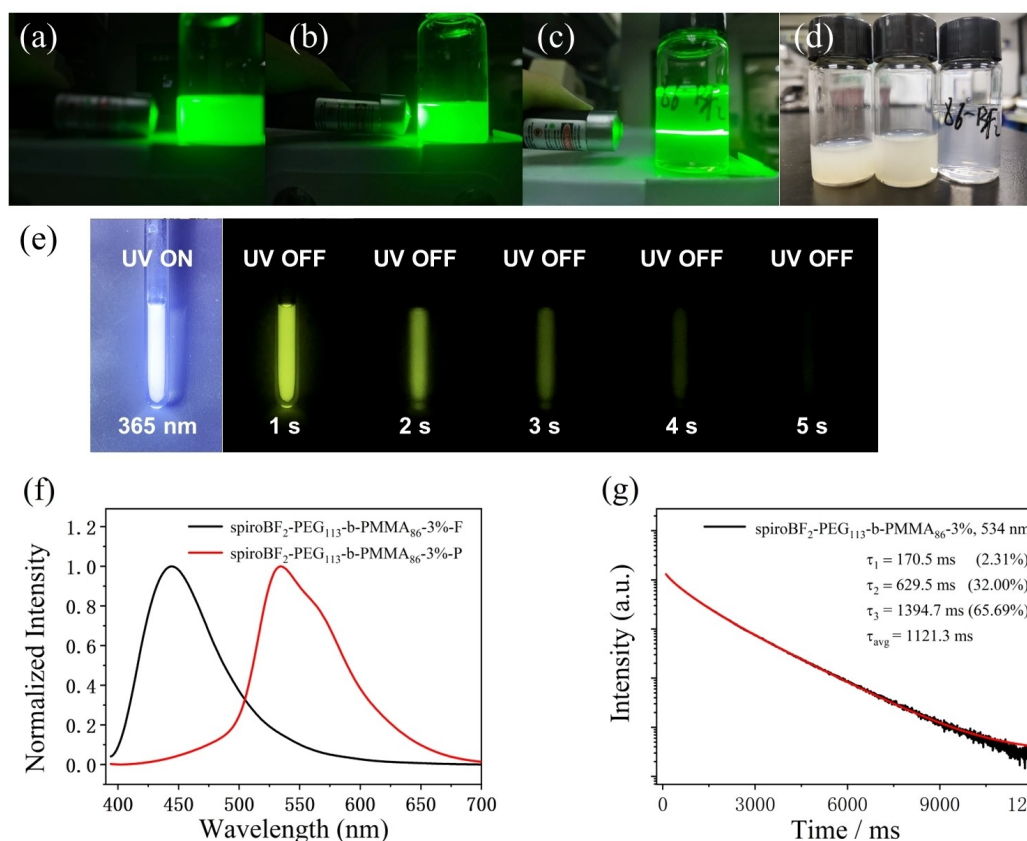 (a)
(b)
(c)
(d)
86-BF₂
86-BF₂
(e)
UV ON
UV OFF
UV OFF
UV OFF
UV OFF
UV OFF
365 nm
1 s
2 s
3 s
4 s
5 s
(f)
spiroBF₂-PEG₁₁₃-b-PMMA₈₆-3%-F
spiroBF₂-PEG₁₁₃-b-PMMA₈₆-3%-P
1.2
1.0
0.8
0.6
0.4
0.2
0.0
Normalized Intensity
400
450
500
550
600
650
700
Wavelength (nm)
(g)
spiroBF₂-PEG₁₁₃-b-PMMA₈₆-3%, 534 nm
τ₁ = 170.5 ms (2.31%)
τ₂ = 629.5 ms (32.00%)
τ₃ = 1394.7 ms (65.69%)
τavg = 1121.3 ms
Intensity (a.u.)
0
3000
6000
9000
Time / ms